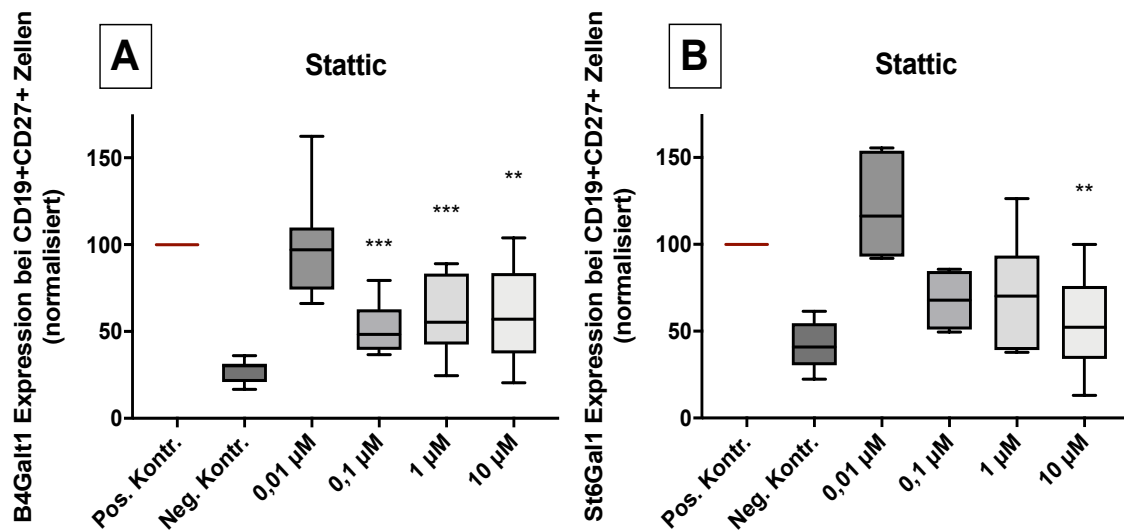 A
Stattic
B4Galt1 Expression bei CD19+CD27+ Zellen
(normalisiert)
150
100
50
0
***
***
**
Pos. Kontr.
Neg. Kontr.
0,01 µM
0,1 µM
1 µM
10 µM
B
Stattic
St6Gal1 Expression bei CD19+CD27+ Zellen
(normalisiert)
150
100
50
0
**
Pos. Kontr.
Neg. Kontr.
0,01 µM
0,1 µM
1 µM
10 µM